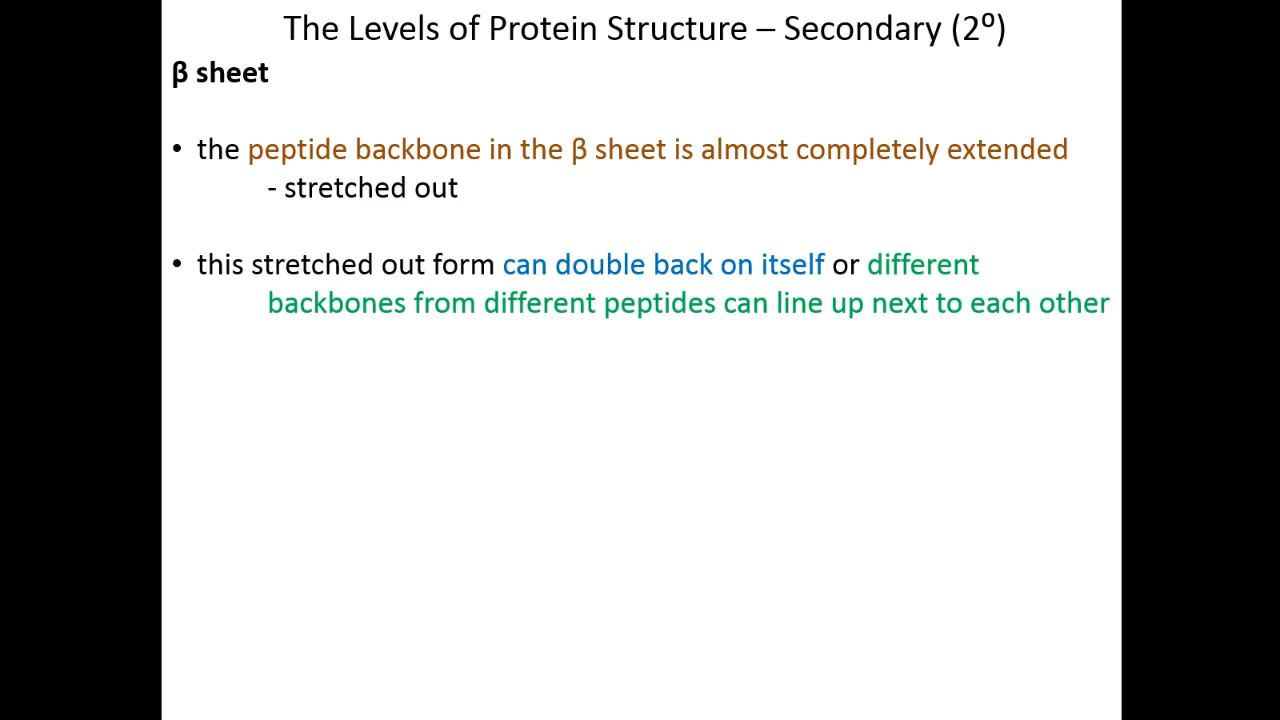 The Levels of Protein Structure – Secondary (2⁰)
β sheet
• the peptide backbone in the β sheet is almost completely extended
- stretched out
• this stretched out form can double back on itself or different
backbones from different peptides can line up next to each other